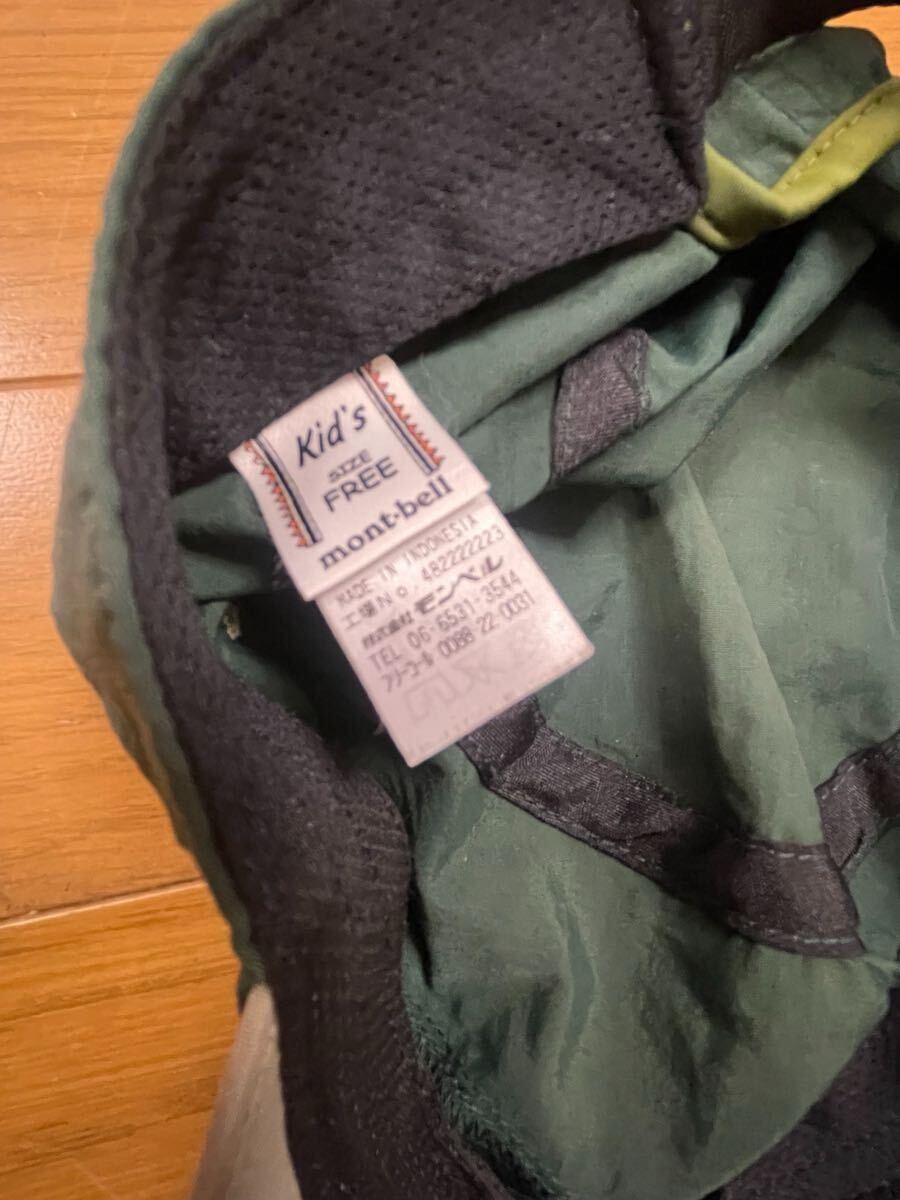 Kid's
SIZE
FREE
mont-bell
MADE IN INDONESIA
工場No. 482222223
株式会社 モンベル
TEL 06-6531-3544
フリーコール 0088-22-0031